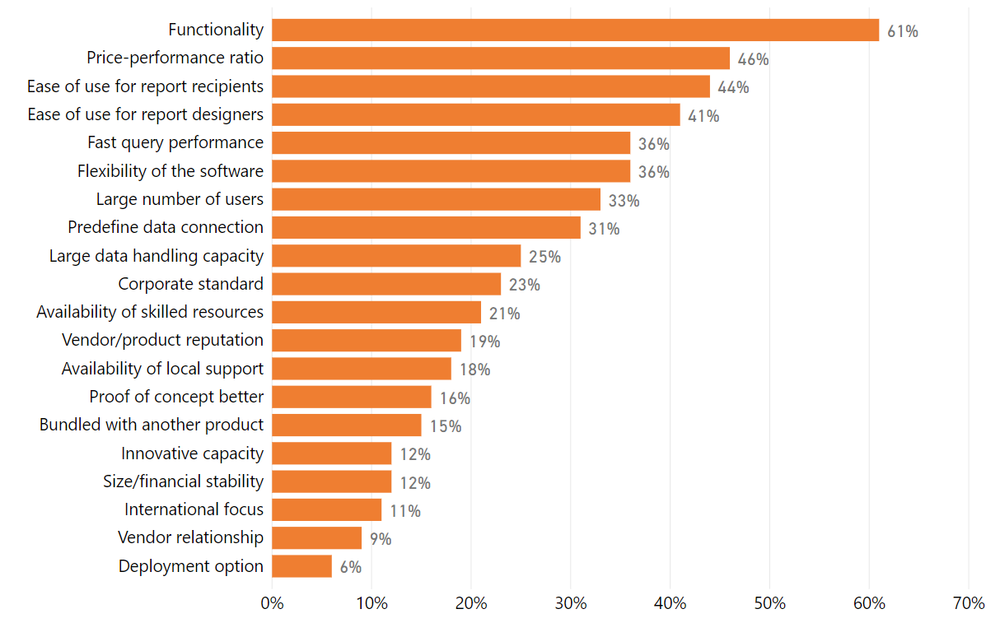 Functionality 61%
Price-performance ratio 46%
Ease of use for report recipients 44%
Ease of use for report designers 41%
Fast query performance 36%
Flexibility of the software 36%
Large number of users 33%
Predefine data connection 31%
Large data handling capacity 25%
Corporate standard 23%
Availability of skilled resources 21%
Vendor/product reputation 19%
Availability of local support 18%
Proof of concept better 16%
Bundled with another product 15%
Innovative capacity 12%
Size/financial stability 12%
International focus 11%
Vendor relationship 9%
Deployment option 6%
0% 10% 20% 30% 40% 50% 60% 70%